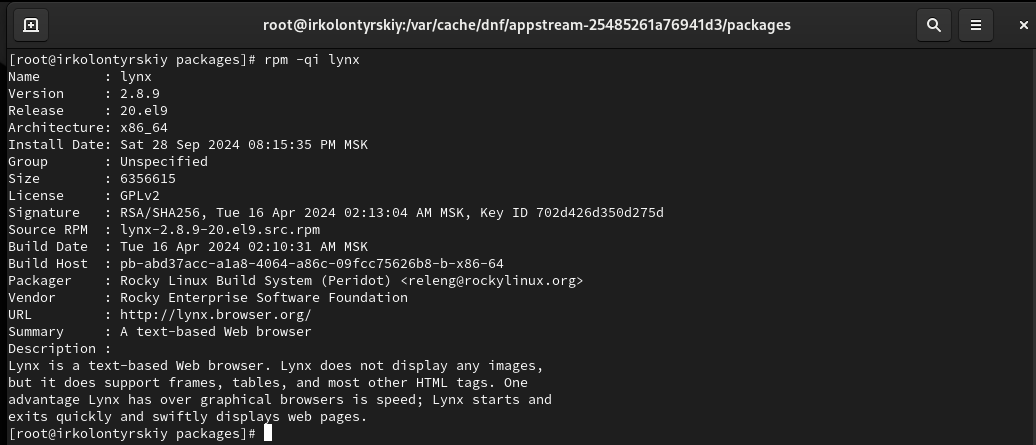 root@irkolontyrskiy:/var/cache/dnf/appstream-25485261a76941d3/packages
[root@irkolontyrskiy packages]# rpm -qi lynx
Name        : lynx
Version     : 2.8.9
Release     : 20.el9
Architecture: x86_64
Install Date: Sat 28 Sep 2024 08:15:35 PM MSK
Group       : Unspecified
Size        : 6356615
License     : GPLv2
Signature   : RSA/SHA256, Tue 16 Apr 2024 02:13:04 AM MSK, Key ID 702d426d350d275d
Source RPM  : lynx-2.8.9-20.el9.src.rpm
Build Date  : Tue 16 Apr 2024 02:10:31 AM MSK
Build Host  : pb-abd37acc-a1a8-4064-a86c-09fcc75626b8-b-x86-64
Packager    : Rocky Linux Build System (Peridot) <releng@rockylinux.org>
Vendor      : Rocky Enterprise Software Foundation
URL         : http://lynx.browser.org/
Summary     : A text-based Web browser
Description :
Lynx is a text-based Web browser. Lynx does not display any images,
but it does support frames, tables, and most other HTML tags. One
advantage Lynx has over graphical browsers is speed; Lynx starts and
exits quickly and swiftly displays web pages.
[root@irkolontyrskiy packages]#